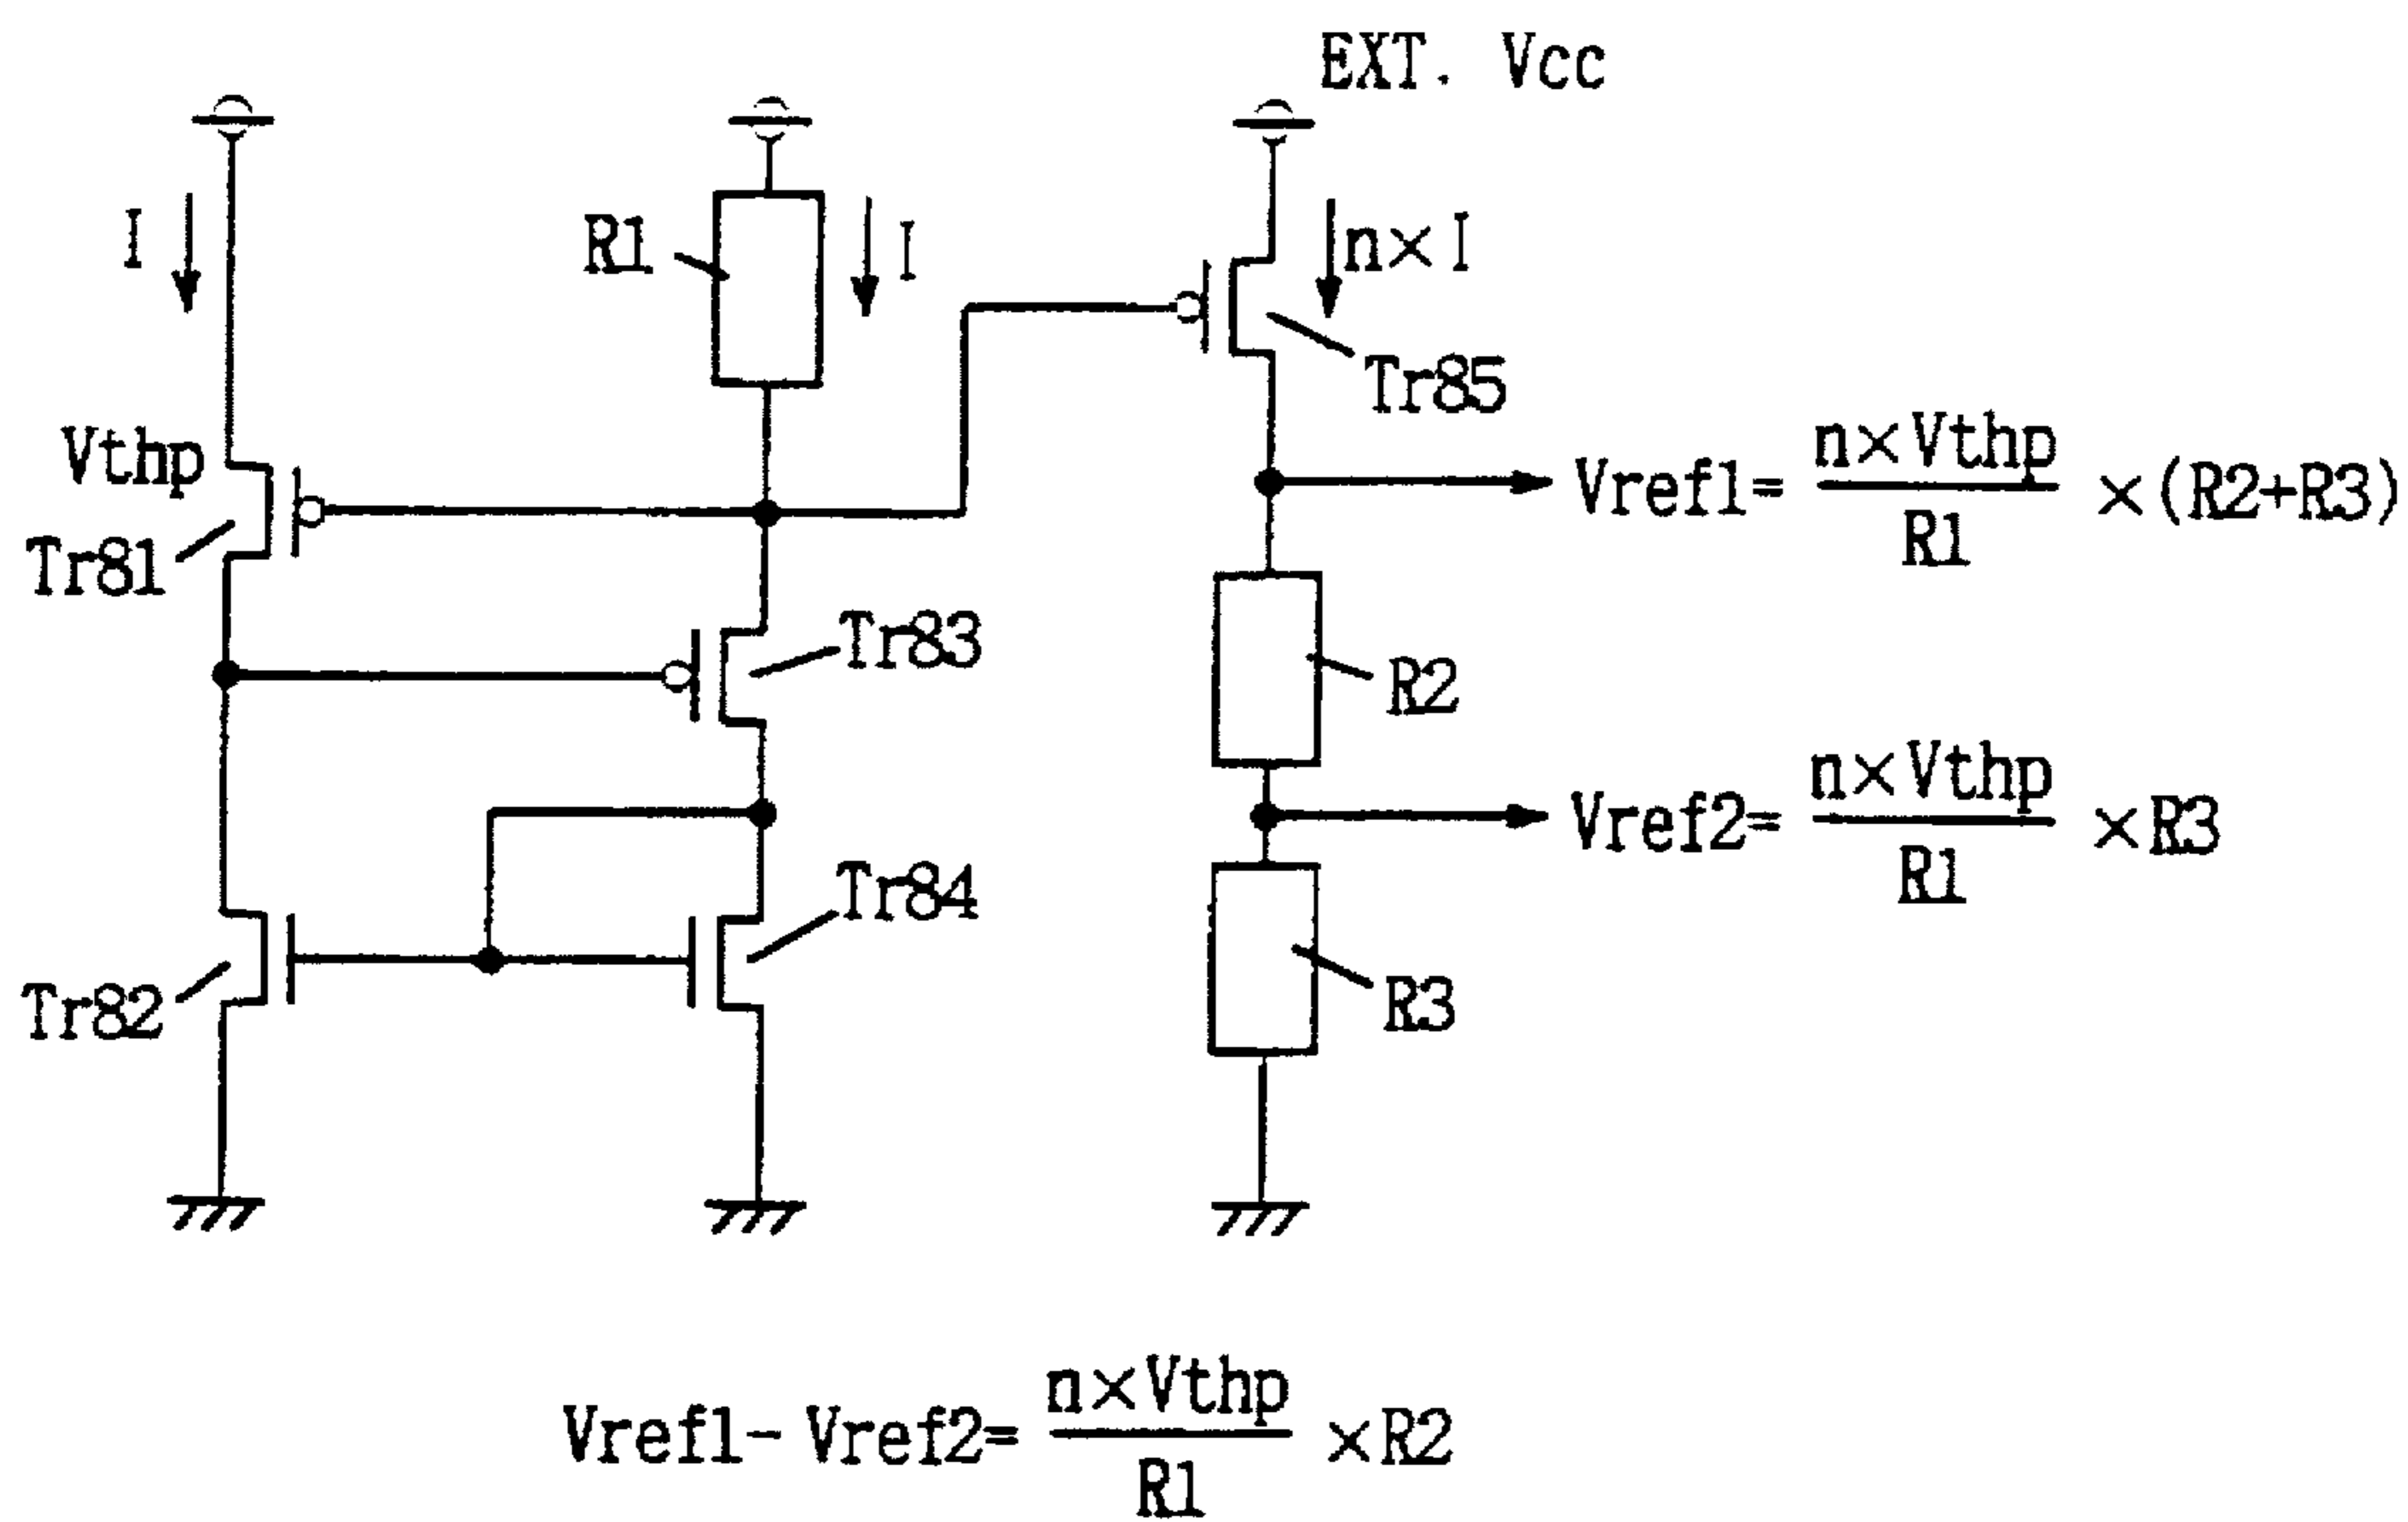 EXT. Vcc
I
R1
I
n×I
Tr85
Vthp
Tr81
Vref1= n×Vthp / R1 ×(R2+R3)
Tr83
R2
Vref2= n×Vthp / R1 ×R3
Tr84
Tr82
R3
Vref1- Vref2= n×Vthp / R1 ×R2